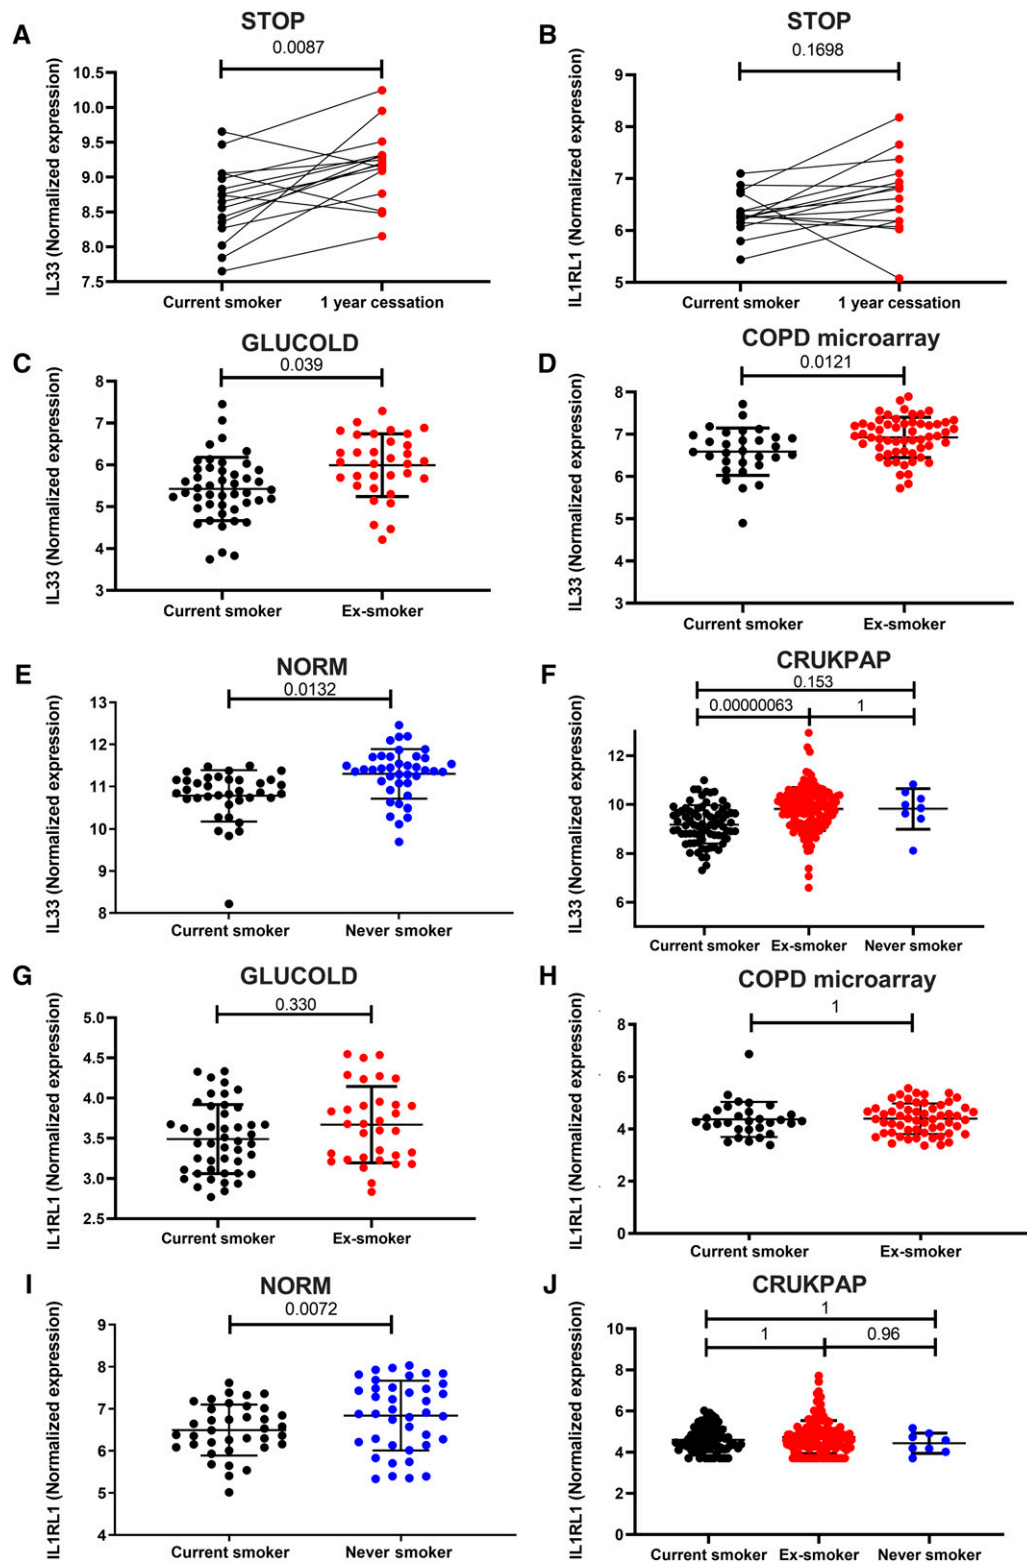 A
STOP
0.0087
IL33 (Normalized expression)
10.5
10.0
9.5
9.0
8.5
8.0
7.5
Current smoker
1 year cessation
B
STOP
0.1698
IL1RL1 (Normalized expression)
9
8
7
6
5
Current smoker
1 year cessation
C
GLUCOLD
0.039
IL33 (Normalized expression)
8
7
6
5
4
3
Current smoker
Ex-smoker
D
COPD microarray
0.0121
IL33 (Normalized expression)
8
7
6
5
4
3
Current smoker
Ex-smoker
E
NORM
0.0132
IL33 (Normalized expression)
13
12
11
10
9
8
Current smoker
Never smoker
F
CRUKPAP
0.153
0.00000063
1
IL33 (Normalized expression)
12
10
8
6
Current smoker
Ex-smoker
Never smoker
G
GLUCOLD
0.330
IL1RL1 (Normalized expression)
5.0
4.5
4.0
3.5
3.0
2.5
Current smoker
Ex-smoker
H
COPD microarray
1
IL1RL1 (Normalized expression)
8
6
4
2
0
Current smoker
Ex-smoker
I
NORM
0.0072
IL1RL1 (Normalized expression)
9
8
7
6
5
4
Current smoker
Never smoker
J
CRUKPAP
1
1
0.96
IL1RL1 (Normalized expression)
10
8
6
4
2
0
Current smoker
Ex-smoker
Never smoker